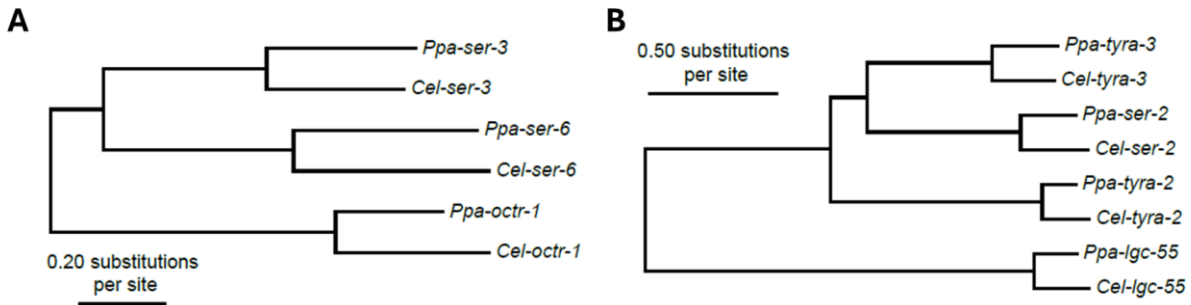 A
Ppa-ser-3
Cel-ser-3
Ppa-ser-6
Cel-ser-6
Ppa-octr-1
Cel-octr-1
0.20 substitutions
per site
B
0.50 substitutions
per site
Ppa-tyra-3
Cel-tyra-3
Ppa-ser-2
Cel-ser-2
Ppa-tyra-2
Cel-tyra-2
Ppa-lgc-55
Cel-lgc-55